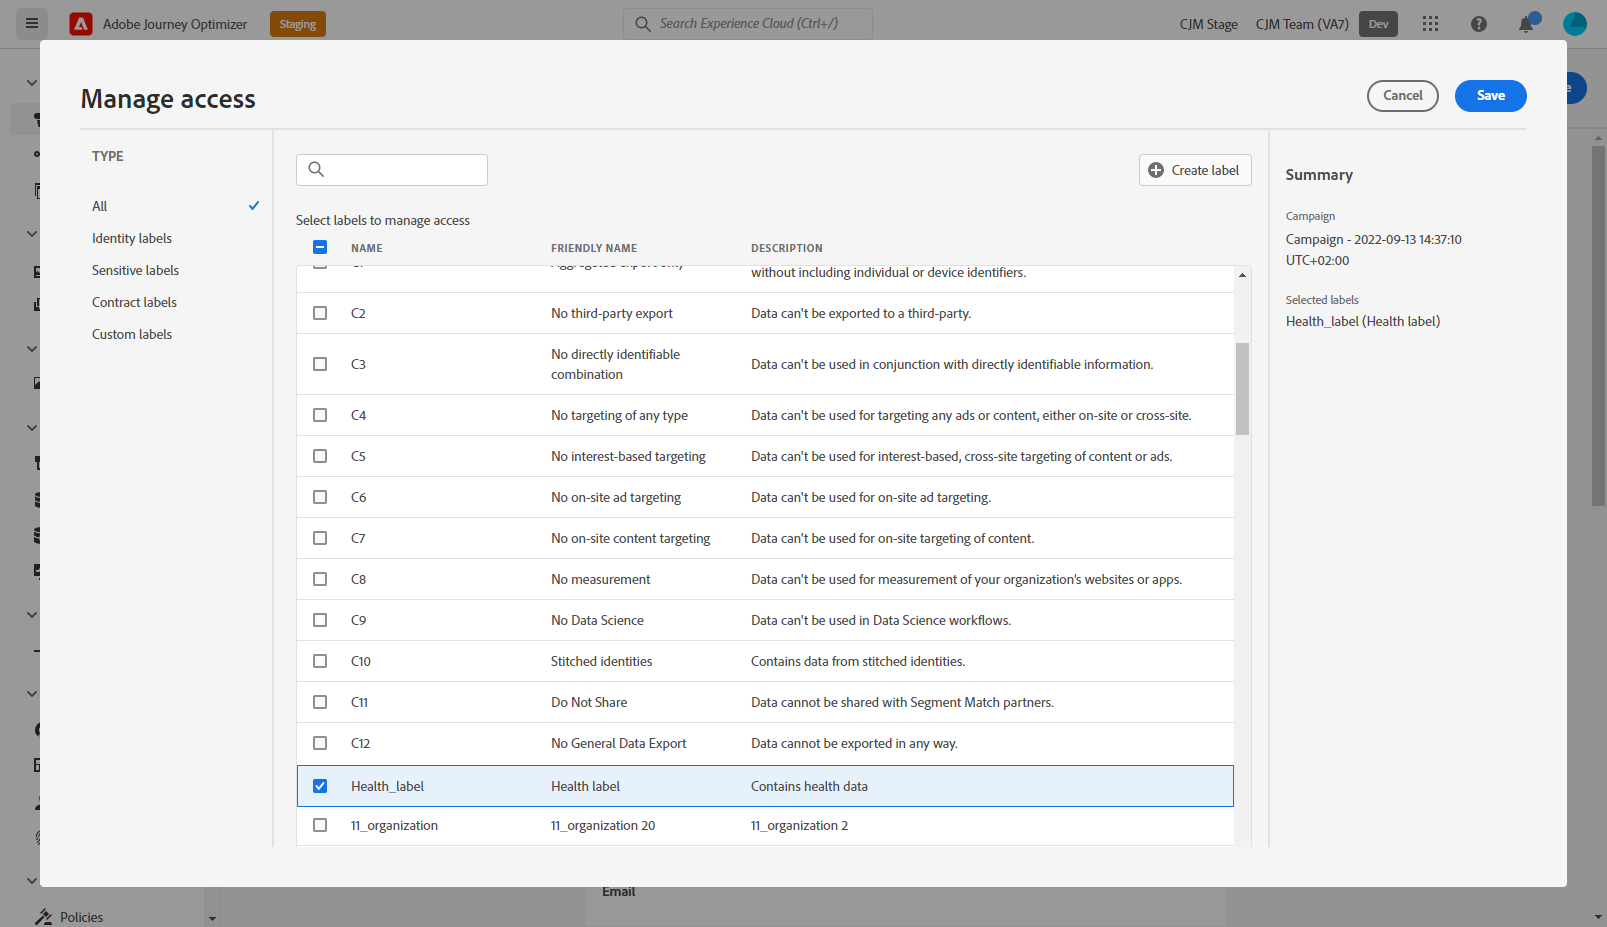 Adobe Journey Optimizer
Staging
Search Experience Cloud (Ctrl+/)
CJM Stage
CJM Team (VA7)
Dev
Manage access
Cancel
Save
TYPE
All
Identity labels
Sensitive labels
Contract labels
Custom labels
Create label
Select labels to manage access
NAME FRIENDLY NAME DESCRIPTION
without including individual or device identifiers.
C2 No third-party export Data can't be exported to a third-party.
C3 No directly identifiable combination Data can't be used in conjunction with directly identifiable information.
C4 No targeting of any type Data can't be used for targeting any ads or content, either on-site or cross-site.
C5 No interest-based targeting Data can't be used for interest-based, cross-site targeting of content or ads.
C6 No on-site ad targeting Data can't be used for on-site ad targeting.
C7 No on-site content targeting Data can't be used for on-site targeting of content.
C8 No measurement Data can't be used for measurement of your organization's websites or apps.
C9 No Data Science Data can't be used in Data Science workflows.
C10 Stitched identities Contains data from stitched identities.
C11 Do Not Share Data cannot be shared with Segment Match partners.
C12 No General Data Export Data cannot be exported in any way.
Health_label Health label Contains health data
11_organization 11_organization 20 11_organization 2
Summary
Campaign
Campaign - 2022-09-13 14:37:10
UTC+02:00
Selected labels
Health_label (Health label)
Email
Policies